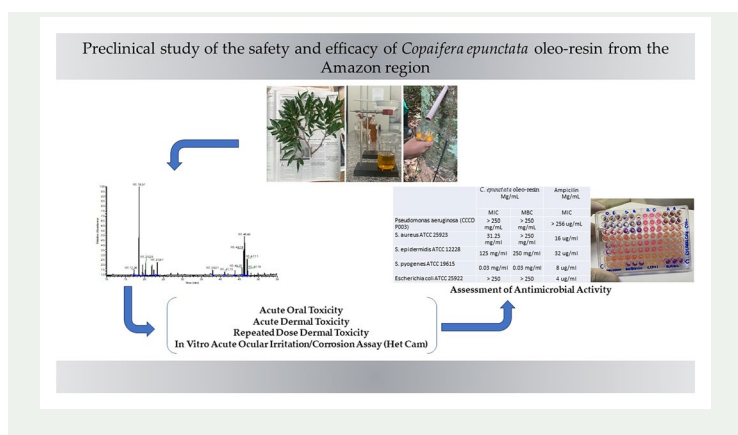 Preclinical study of the safety and efficacy of Copaifera epunctata oleo-resin from the
Amazon region
C. epunctata oleo-resin
Mg/mL
Ampicilin
Mg/mL
MIC
MBC
MIC
Pseudomonas aeruginosa (CCCD
P003)
> 250
mg/mL
> 250
mg/mL
> 256 ug/mL
S. aureus ATCC 25923
31.25
mg/ml
> 250
mg/mL
16 ug/ml
S. epidermidis ATCC 12228
125 mg/ml
250 mg/ml
32 ug/ml
S. pyogenes ATCC 19615
0.03 mg/ml
0.03 mg/ml
8 ug/ml
Escherichia coli ATCC 25922
> 250
> 250
4 ug/ml
Assessment of Antimicrobial Activity
Acute Oral Toxicity
Acute Dermal Toxicity
Repeated Dose Dermal Toxicity
In Vitro Acute Ocular Irritation/Corrosion Assay (Het Cam)